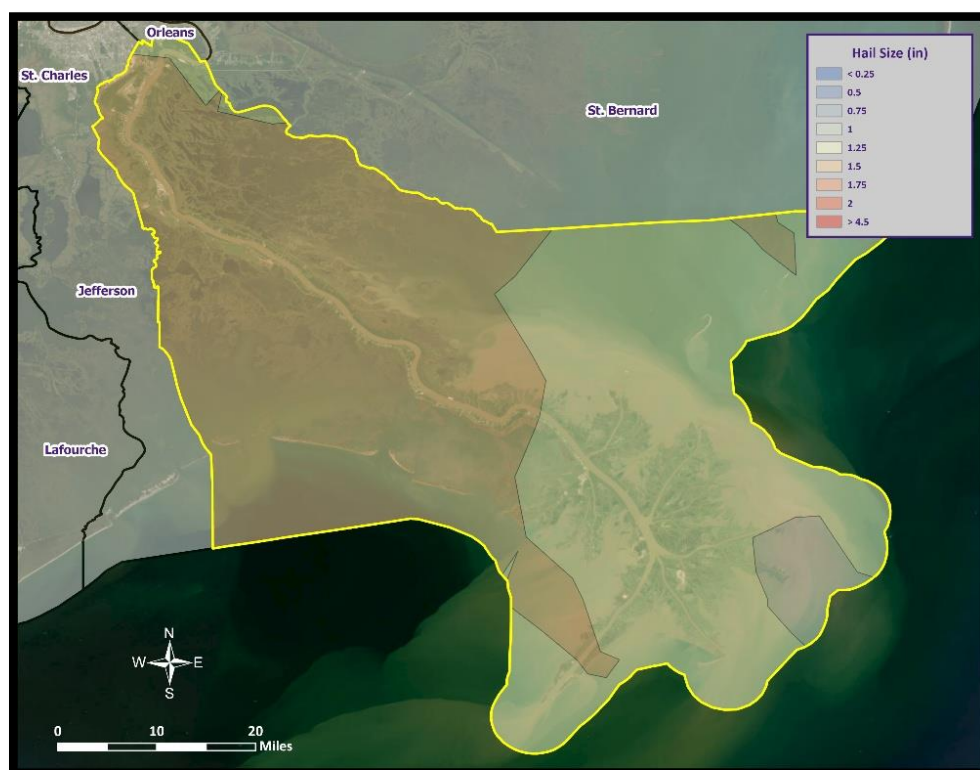 Orleans
St. Charles
St. Bernard
Jefferson
Lafourche
Hail Size (in)
< 0.25
0.5
0.75
1
1.25
1.5
1.75
2
> 4.5
N
W E
S
0 10 20
Miles